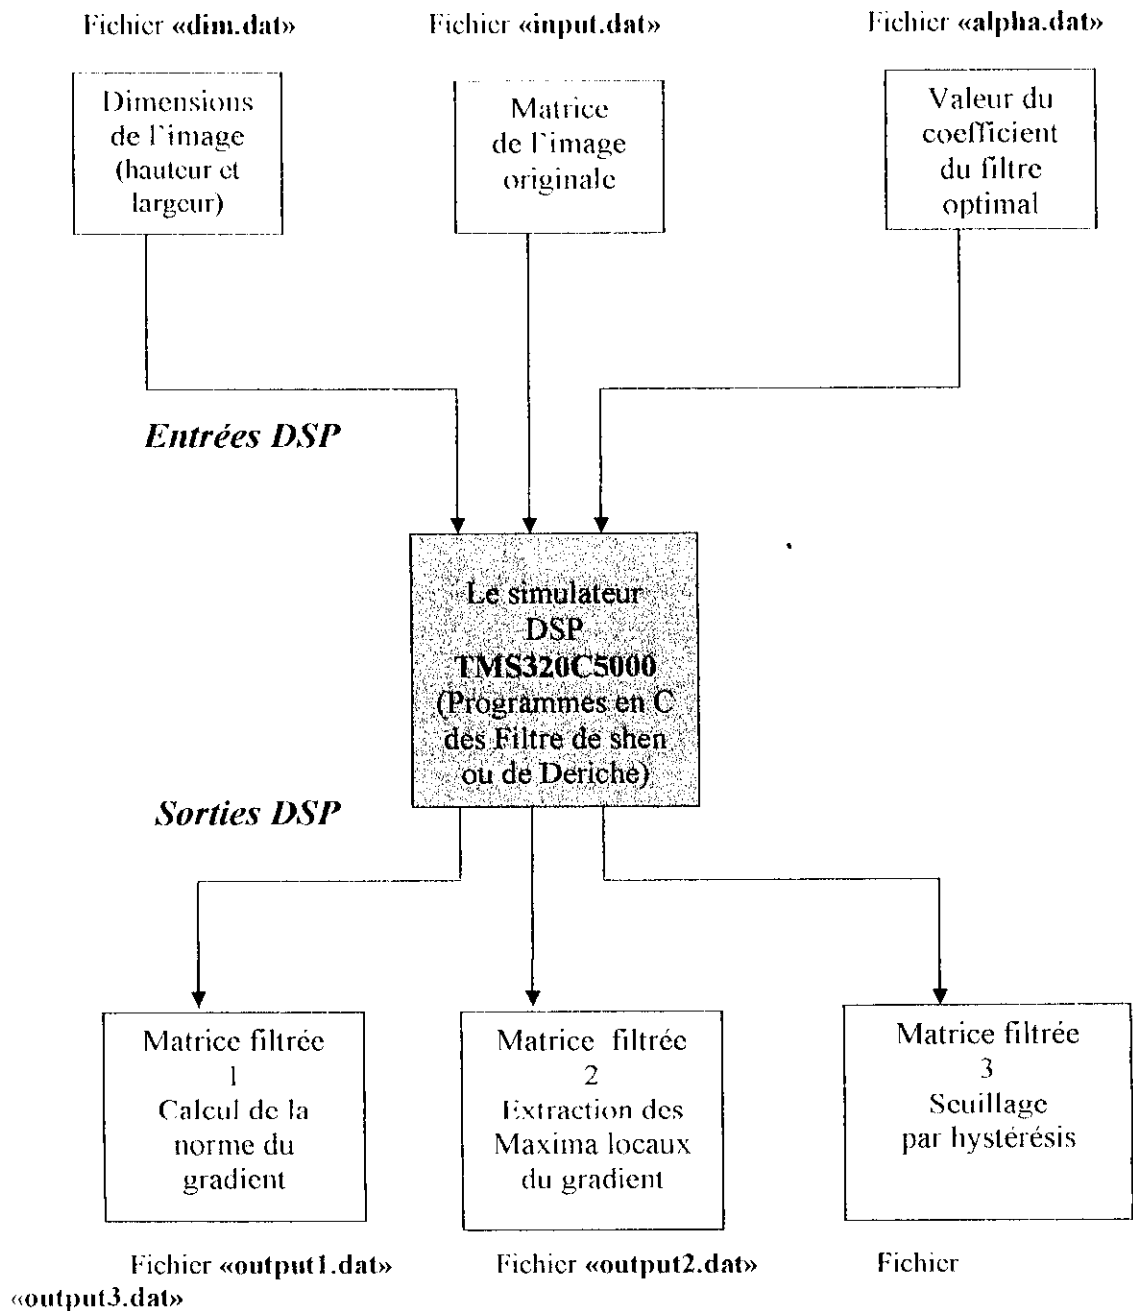 Fichier «dim.dat»
Fichier «input.dat»
Fichier «alpha.dat»
Dimensions
de l'image
(hauteur et
largeur)
Matrice
de l'image
originale
Valeur du
coefficient
du filtre
optimal
Entrées DSP
Le simulateur
DSP
TMS320C5000
(Programmes en C
des Filtre de shen
ou de Deriche)
Sorties DSP
Matrice filtrée
1
Calcul de la
norme du
gradient
Matrice filtrée
2
Extraction des
Maxima locaux
du gradient
Matrice filtrée
3
Seuillage
par hystérésis
Fichier «output1.dat»
Fichier «output2.dat»
Fichier
«output3.dat»